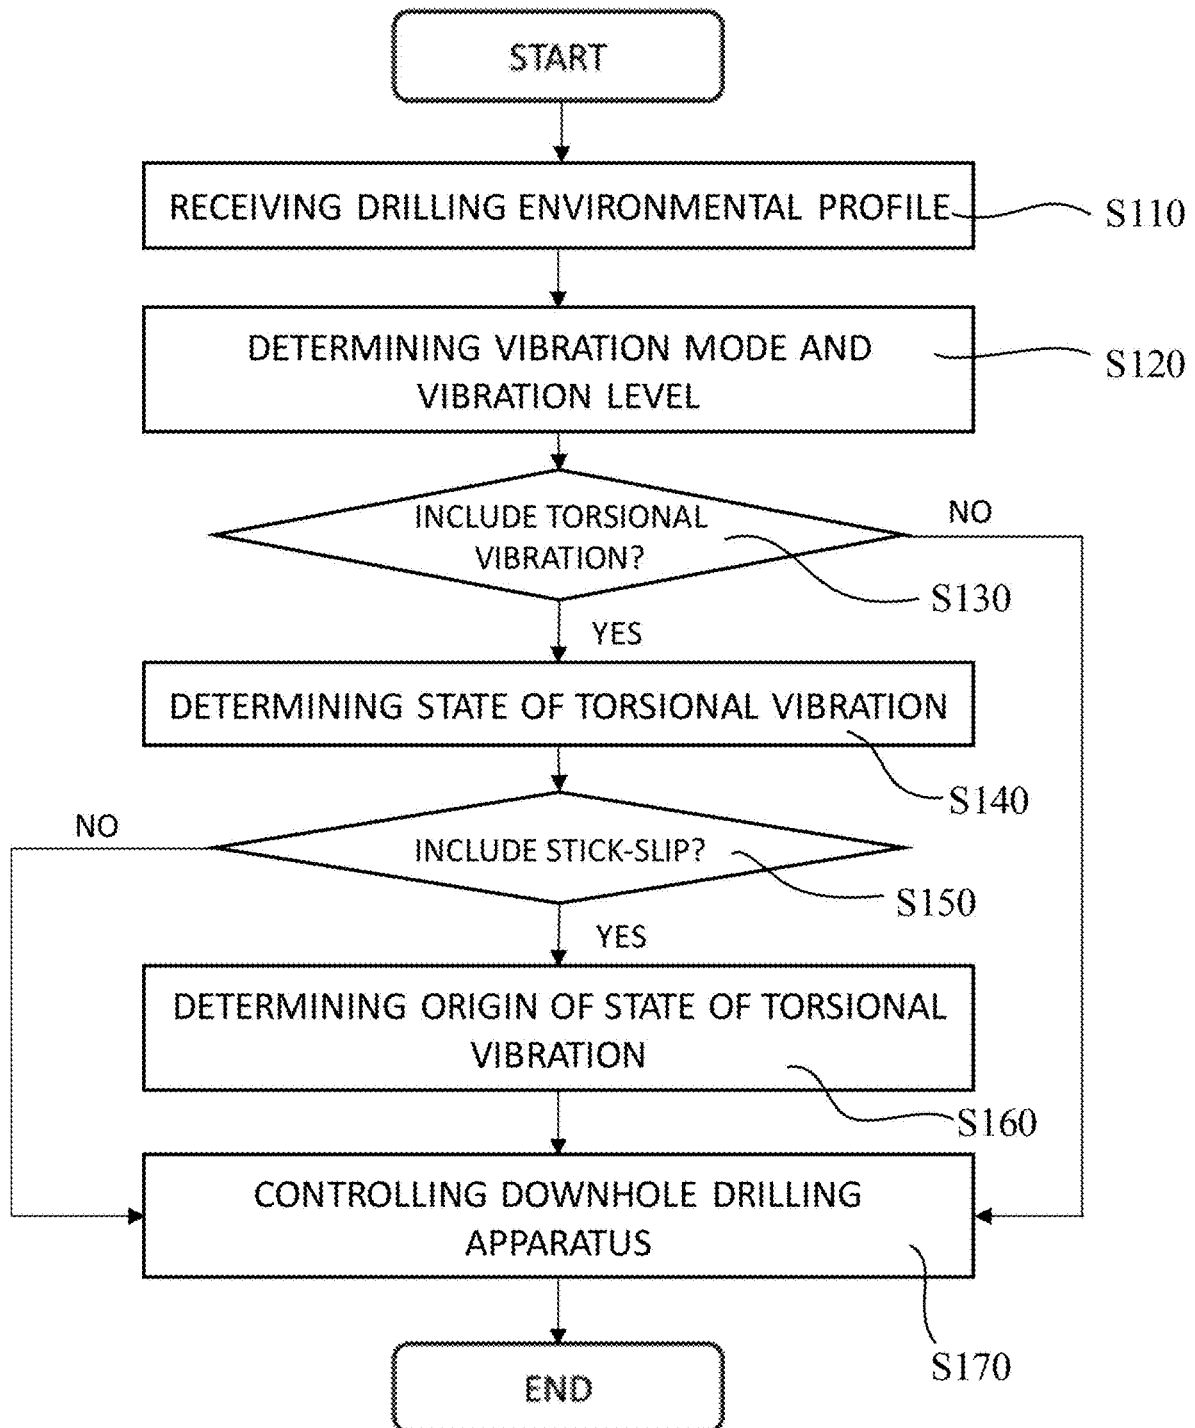 START
RECEIVING DRILLING ENVIRONMENTAL PROFILE
S110
DETERMINING VIBRATION MODE AND
VIBRATION LEVEL
S120
INCLUDE TORSIONAL
VIBRATION?
NO
S130
YES
DETERMINING STATE OF TORSIONAL VIBRATION
S140
NO
INCLUDE STICK-SLIP?
S150
YES
DETERMINING ORIGIN OF STATE OF TORSIONAL
VIBRATION
S160
CONTROLLING DOWNHOLE DRILLING
APPARATUS
S170
END